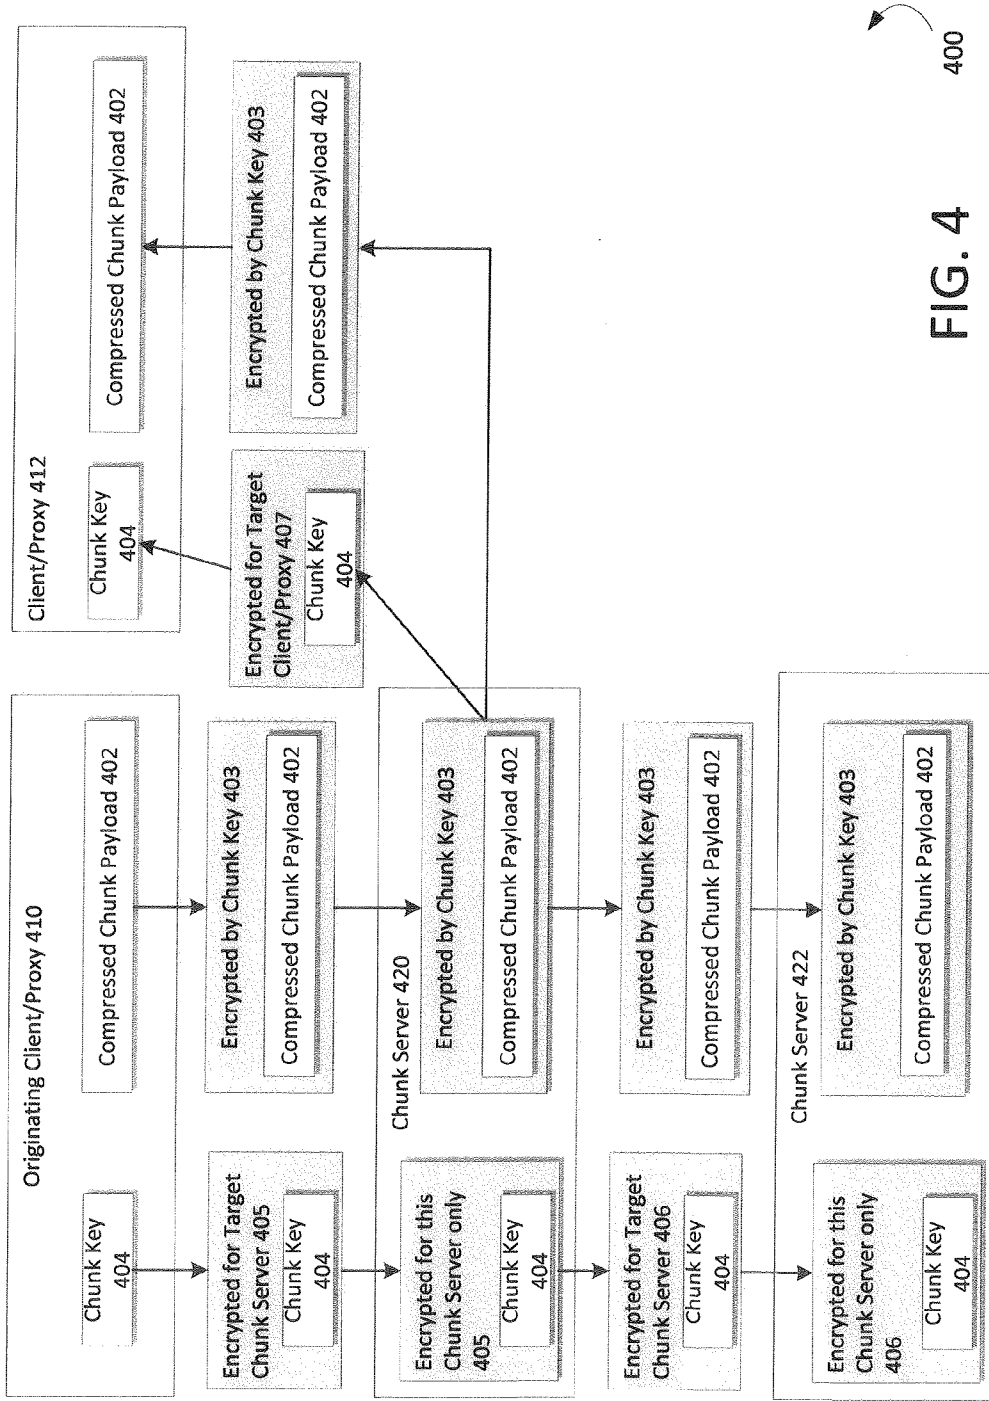 Originating Client/Proxy 410
Chunk Key
404
Compressed Chunk Payload 402
Encrypted for Target
Chunk Server 405
Chunk Key
404
Encrypted by Chunk Key 403
Compressed Chunk Payload 402
Chunk Server 420
Encrypted for this
Chunk Server only
405
Chunk Key
404
Encrypted by Chunk Key 403
Compressed Chunk Payload 402
Encrypted for Target
Chunk Server 406
Chunk Key
404
Encrypted by Chunk Key 403
Compressed Chunk Payload 402
Chunk Server 422
Encrypted for this
Chunk Server only
406
Chunk Key
404
Encrypted by Chunk Key 403
Compressed Chunk Payload 402
Client/Proxy 412
Chunk Key
404
Compressed Chunk Payload 402
Encrypted for Target
Client/Proxy 407
Chunk Key
404
Encrypted by Chunk Key 403
Compressed Chunk Payload 402
FIG. 4
400